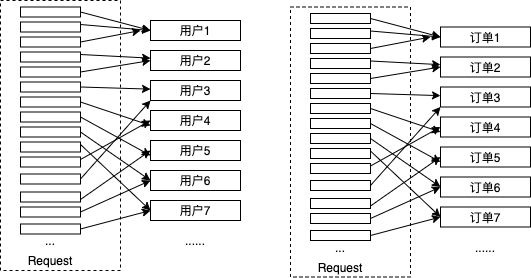 用户1
用户2
用户3
用户4
用户5
用户6
用户7
...
......
Request
订单1
订单2
订单3
订单4
订单5
订单6
订单7
...
......
Request